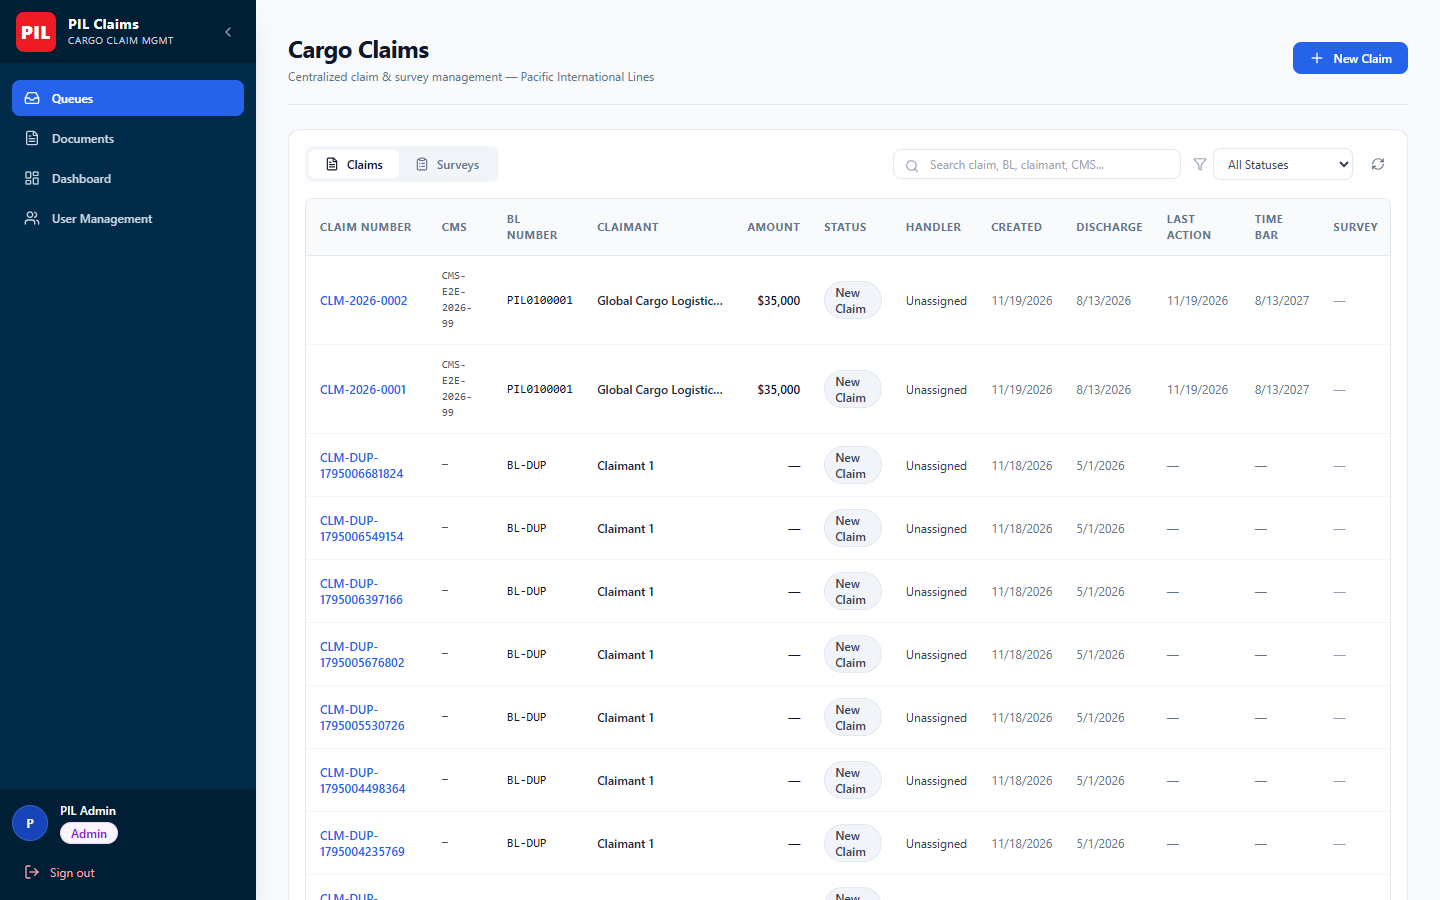 PIL
PIL Claims
CARGO CLAIM MGMT
Queues
Documents
Dashboard
User Management
P
PIL Admin
Admin
Sign out
Cargo Claims
Centralized claim & survey management — Pacific International Lines
New Claim
Claims
Surveys
Search claim, BL, claimant, CMS...
All Statuses
CLAIM NUMBER CMS BL NUMBER CLAIMANT AMOUNT STATUS HANDLER CREATED DISCHARGE LAST ACTION TIME BAR SURVEY
CLM-2026-0002 CMS-E2E-2026-99 PIL0100001 Global Cargo Logistic... $35,000 New Claim Unassigned 11/19/2026 8/13/2026 11/19/2026 8/13/2027 —
CLM-2026-0001 CMS-E2E-2026-99 PIL0100001 Global Cargo Logistic... $35,000 New Claim Unassigned 11/19/2026 8/13/2026 11/19/2026 8/13/2027 —
CLM-DUP-1795006681824 – BL-DUP Claimant 1 — New Claim Unassigned 11/18/2026 5/1/2026 — — —
CLM-DUP-1795006549154 – BL-DUP Claimant 1 — New Claim Unassigned 11/18/2026 5/1/2026 — — —
CLM-DUP-1795006397166 – BL-DUP Claimant 1 — New Claim Unassigned 11/18/2026 5/1/2026 — — —
CLM-DUP-1795005676802 – BL-DUP Claimant 1 — New Claim Unassigned 11/18/2026 5/1/2026 — — —
CLM-DUP-1795005530726 – BL-DUP Claimant 1 — New Claim Unassigned 11/18/2026 5/1/2026 — — —
CLM-DUP-1795004498364 – BL-DUP Claimant 1 — New Claim Unassigned 11/18/2026 5/1/2026 — — —
CLM-DUP-1795004235769 – BL-DUP Claimant 1 — New Claim Unassigned 11/18/2026 5/1/2026 — — —
CLM-DUP- New